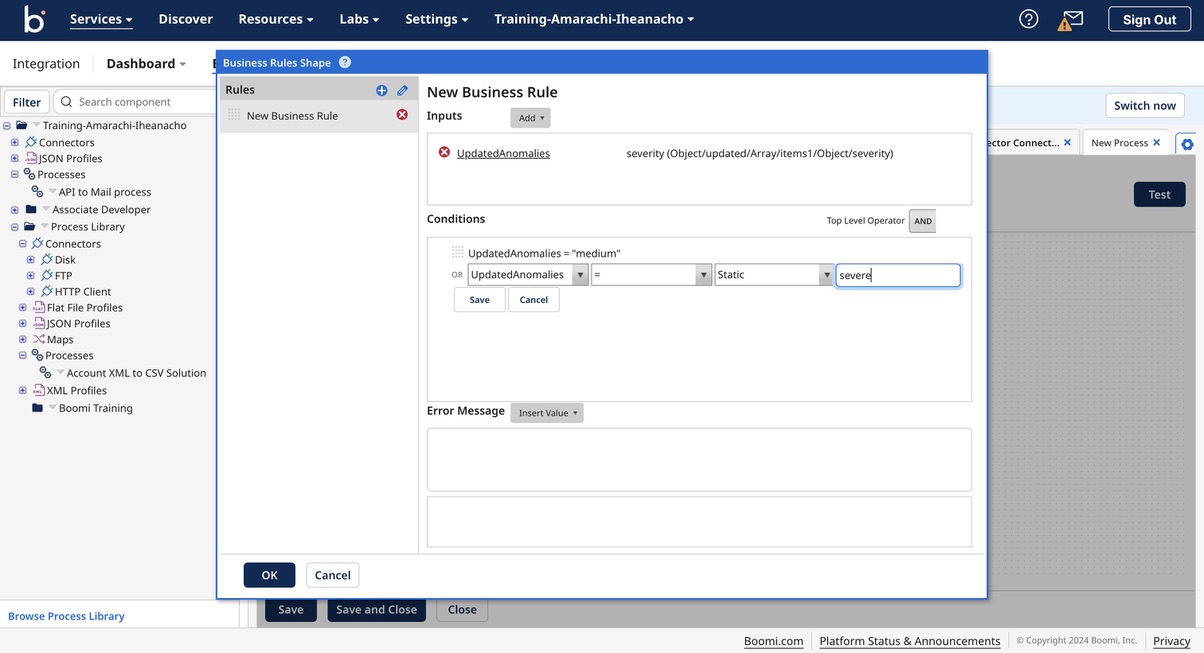 b Services Discover Resources Labs Settings Training-Amarachi-Iheanacho ? Sign Out
Integration Dashboard
Business Rules Shape ?
Filter Search component
Switch now
Training-Amarachi-Iheanacho
Connectors
JSON Profiles
Processes
API to Mail process
Associate Developer
Process Library
Connectors
Disk
FTP
HTTP Client
Flat File Profiles
JSON Profiles
Maps
Processes
Account XML to CSV Solution
XML Profiles
Boomi Training
Browse Process Library
Rules
New Business Rule
New Business Rule
Inputs Add
UpdatedAnomalies severity (Object/updated/Array/items1/Object/severity)
Conditions Top Level Operator AND
UpdatedAnomalies = "medium"
OR UpdatedAnomalies = Static severe
Save Cancel
Error Message Insert Value
OK Cancel
ector Connect... New Process
Test
Save Save and Close Close
Boomi.com Platform Status & Announcements © Copyright 2024 Boomi, Inc. Privacy